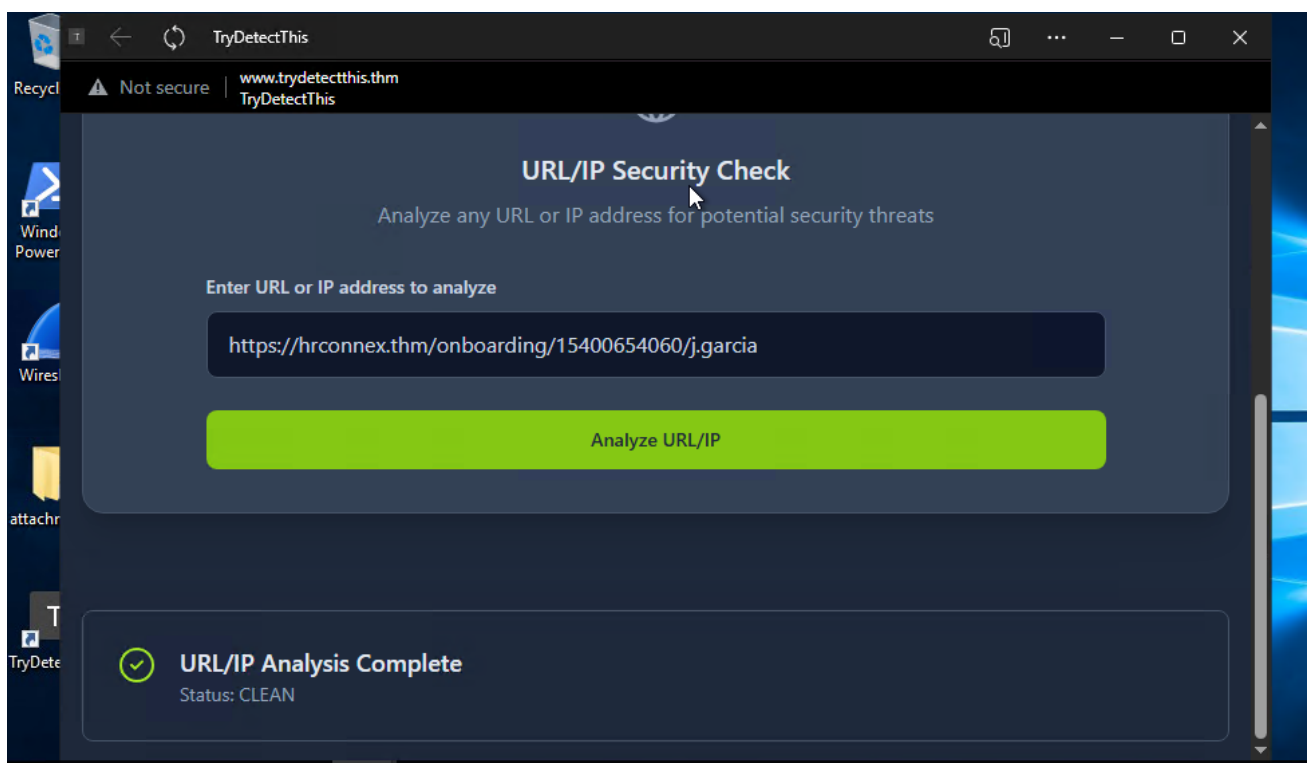 T
TryDetectThis
Not secure
www.trydetectthis.thm
TryDetectThis
URL/IP Security Check
Analyze any URL or IP address for potential security threats
Enter URL or IP address to analyze
https://hrconnex.thm/onboarding/15400654060/j.garcia
Analyze URL/IP
URL/IP Analysis Complete
Status: CLEAN
Recycl
Wind
Power
Wires
attachr
T
TryDete